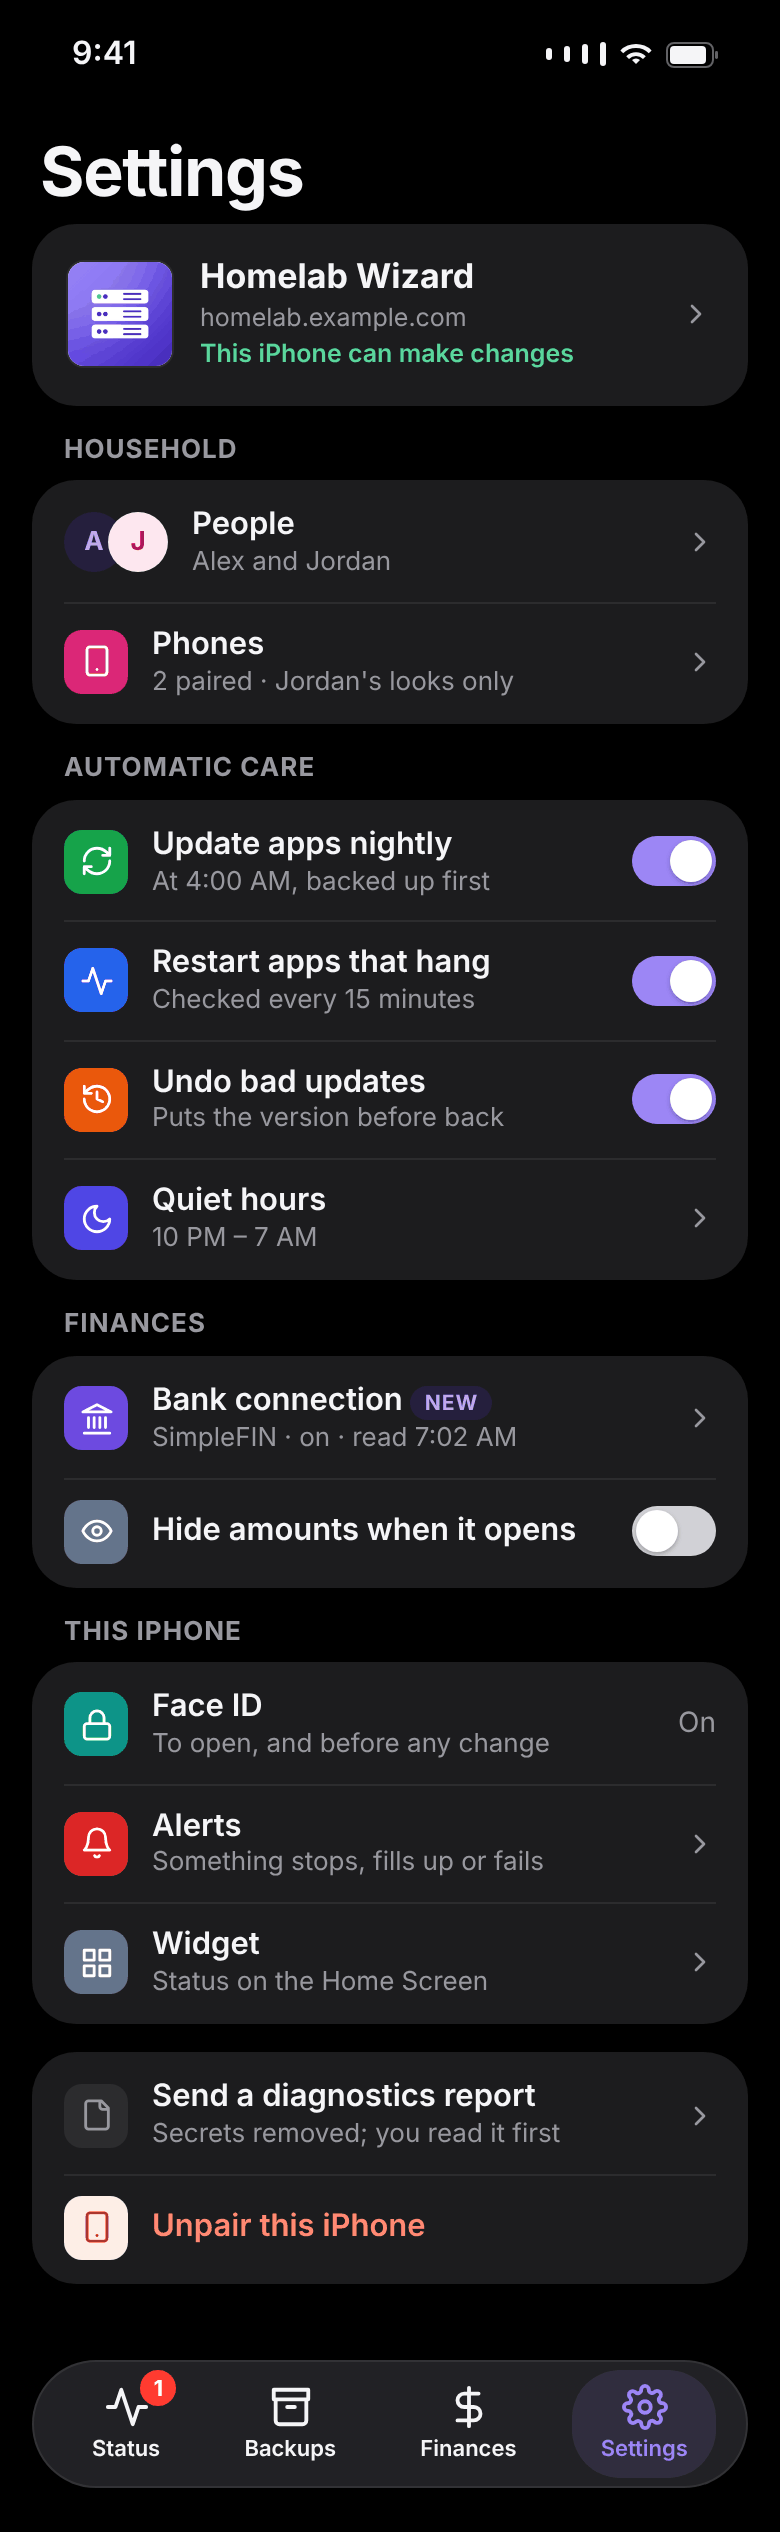 9:41
Settings
Homelab Wizard
homelab.example.com
This iPhone can make changes
HOUSEHOLD
A J
People
Alex and Jordan
Phones
2 paired · Jordan's looks only
AUTOMATIC CARE
Update apps nightly
At 4:00 AM, backed up first
Restart apps that hang
Checked every 15 minutes
Undo bad updates
Puts the version before back
Quiet hours
10 PM – 7 AM
FINANCES
Bank connection NEW
SimpleFIN · on · read 7:02 AM
Hide amounts when it opens
THIS IPHONE
Face ID
To open, and before any change
On
Alerts
Something stops, fills up or fails
Widget
Status on the Home Screen
Send a diagnostics report
Secrets removed; you read it first
Unpair this iPhone
1
Status Backups Finances Settings